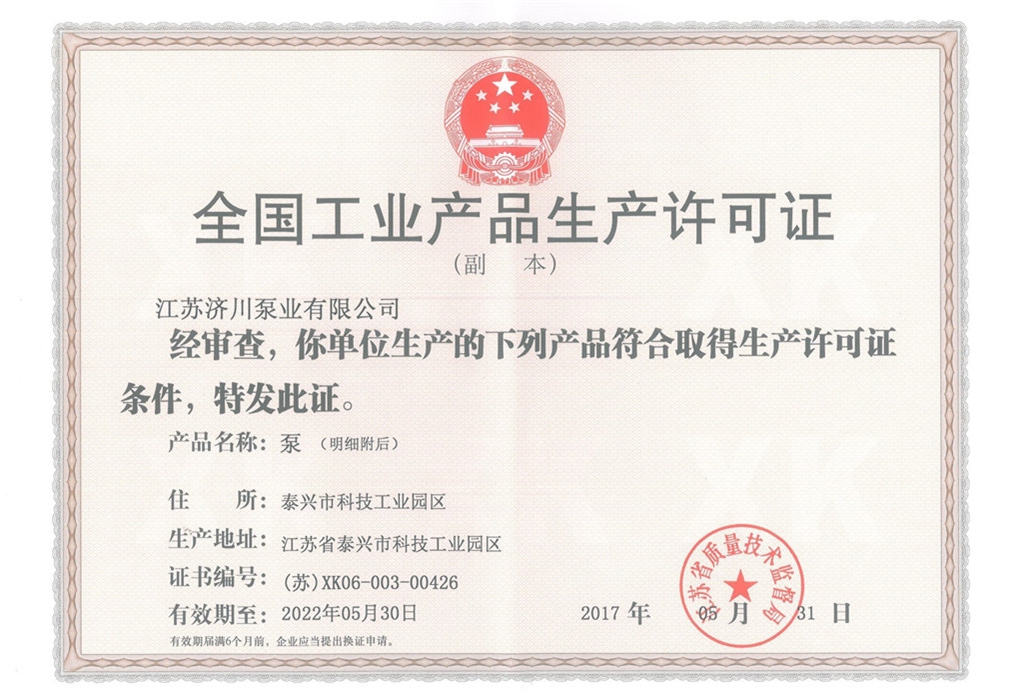 全国工业产品生产许可证
（副 本）
江苏济川泵业有限公司
经审查，你单位生产的下列产品符合取得生产许可证
条件，特发此证。
产品名称：泵 （明细附后）
住 所：泰兴市科技工业园区
生产地址：江苏省泰兴市科技工业园区
证书编号：(苏)XK06-003-00426
有效期至：2022年05月30日
2017 年 05 月 31 日
江苏省质量技术监督局
有效期届满6个月前，企业应当提出换证申请。